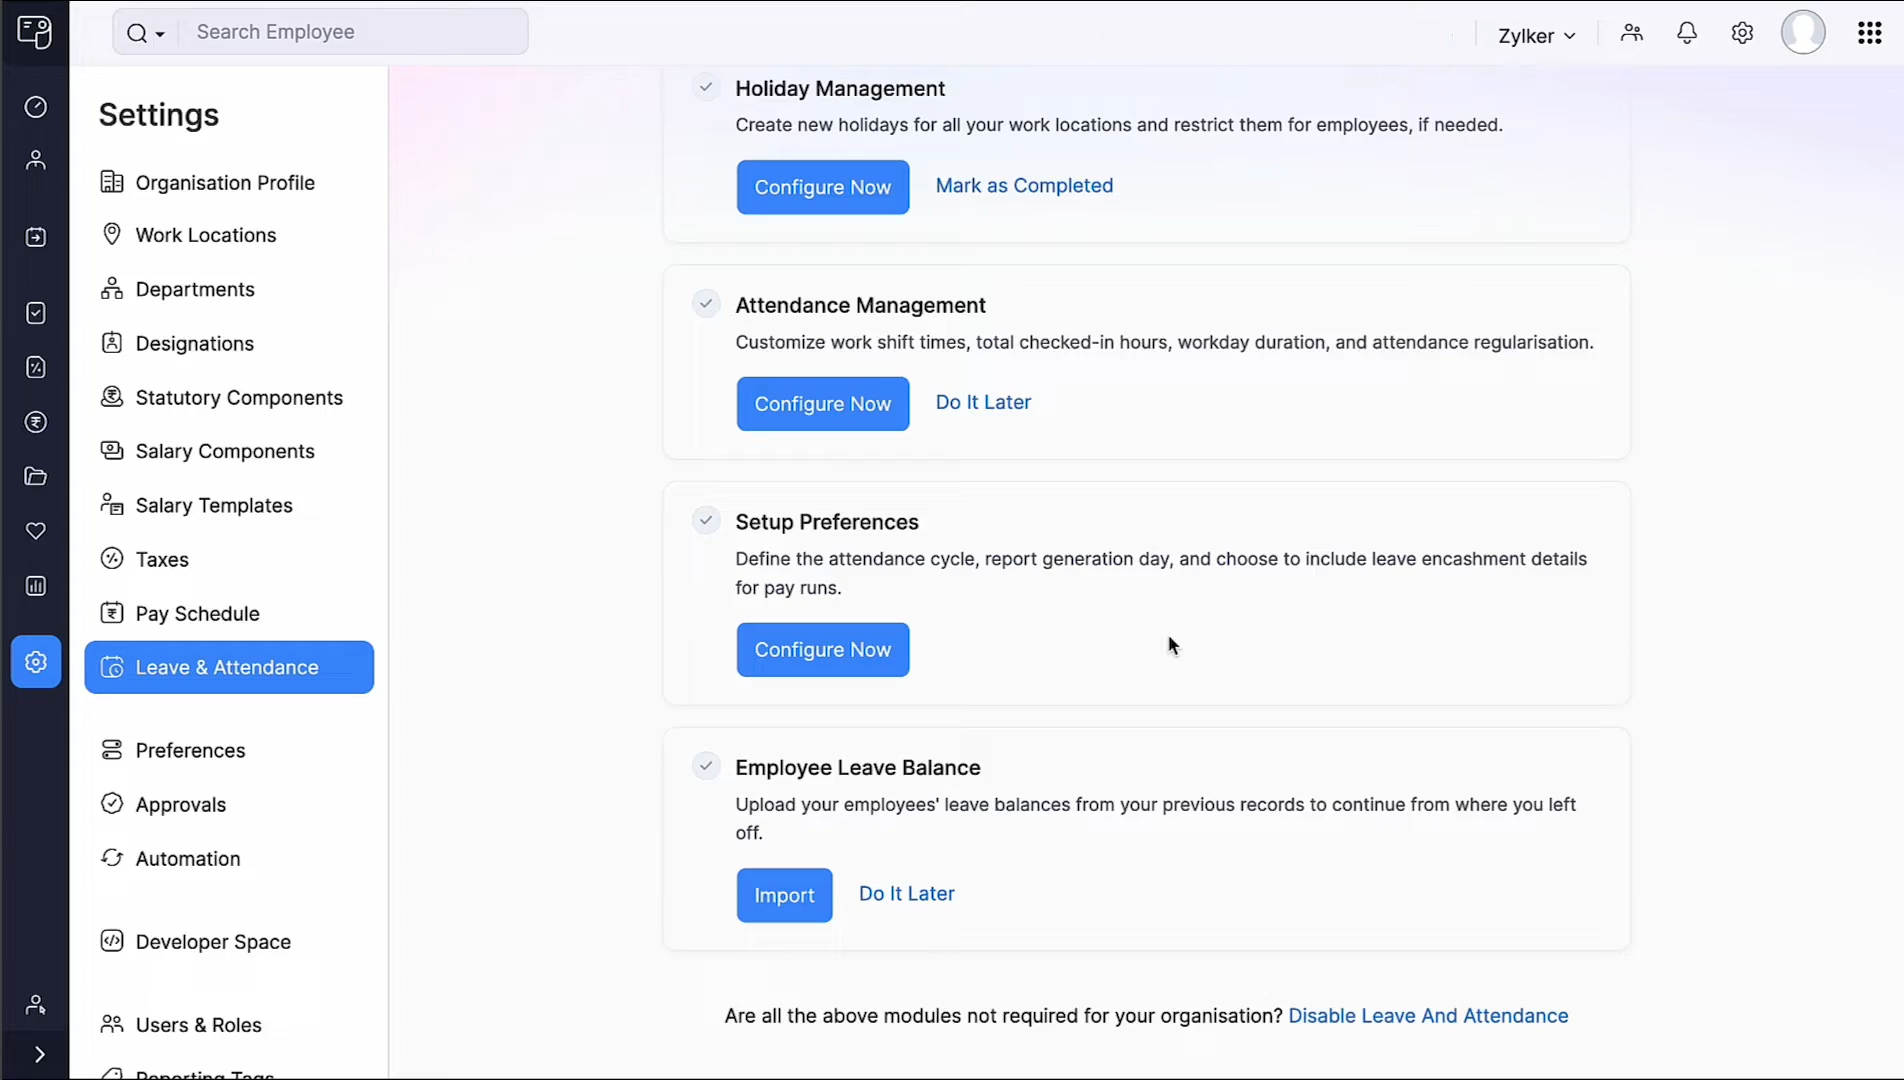 Search Employee
Zylker
Settings
Organisation Profile
Work Locations
Departments
Designations
Statutory Components
Salary Components
Salary Templates
Taxes
Pay Schedule
Leave & Attendance
Preferences
Approvals
Automation
Developer Space
Users & Roles
Reporting Tags
Holiday Management
Create new holidays for all your work locations and restrict them for employees, if needed.
Configure Now
Mark as Completed
Attendance Management
Customize work shift times, total checked-in hours, workday duration, and attendance regularisation.
Configure Now
Do It Later
Setup Preferences
Define the attendance cycle, report generation day, and choose to include leave encashment details
for pay runs.
Configure Now
Employee Leave Balance
Upload your employees' leave balances from your previous records to continue from where you left
off.
Import
Do It Later
Are all the above modules not required for your organisation? Disable Leave And Attendance